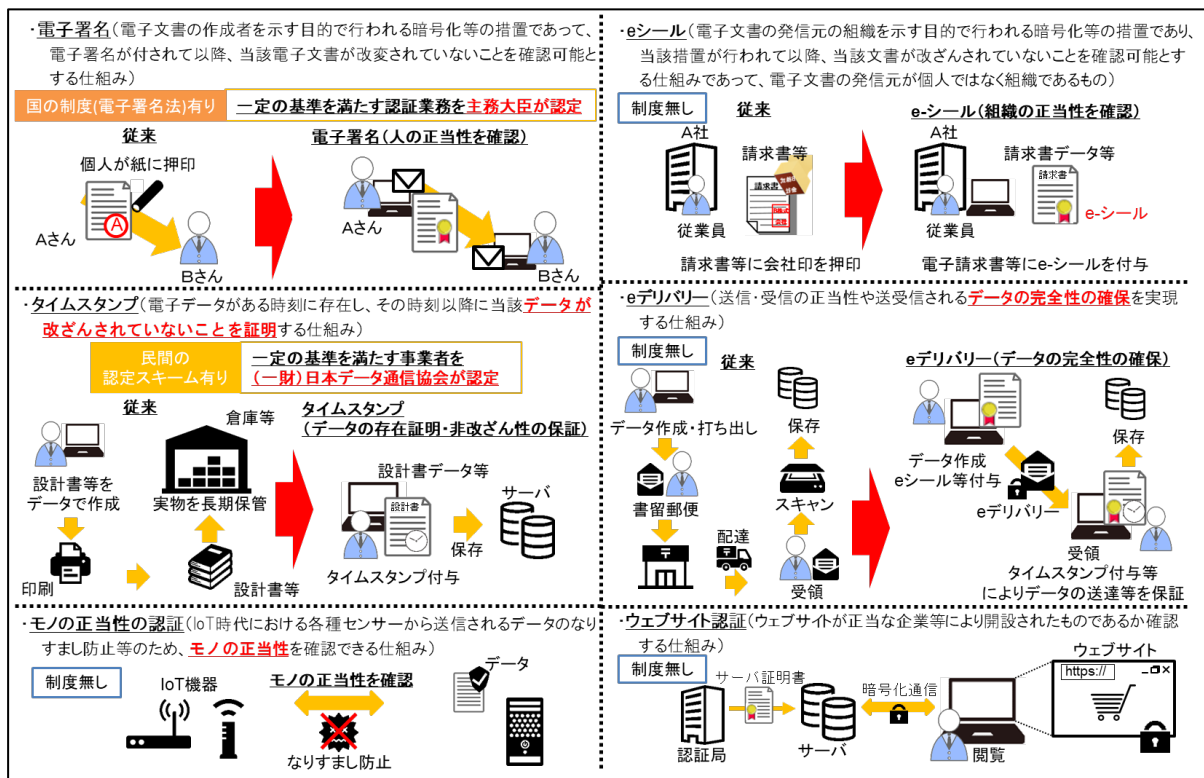 ・電子署名(電子文書の作成者を示す目的で行われる暗号化等の措置であって、
電子署名が付されて以降、当該電子文書が改変されていないことを確認可能と
する仕組み)
国の制度(電子署名法)有り
一定の基準を満たす認証業務を主務大臣が認定
従来
電子署名(人の正当性を確認)
個人が紙に押印
A
Aさん
Bさん
Aさん
Bさん
・eシール(電子文書の発信元の組織を示す目的で行われる暗号化等の措置であり、
当該措置が行われて以降、当該文書が改ざんされていないことを確認可能とす
る仕組みであって、電子文書の発信元が個人ではなく組織であるもの)
制度無し
従来
e-シール(組織の正当性を確認)
A社
請求書等
請求書
従業員
請求書等に会社印を押印
A社
請求書データ等
請求書
e-シール
従業員
電子請求書等にe-シールを付与
・タイムスタンプ(電子データがある時刻に存在し、その時刻以降に当該データが
改ざんされていないことを証明する仕組み)
民間の
認定スキーム有り
一定の基準を満たす事業者を
(一財)日本データ通信協会が認定
従来
倉庫等
タイムスタンプ
(データの存在証明・非改ざん性の保証)
設計書等を
データで作成
実物を長期保管
印刷
設計書等
設計書データ等
設計書
サーバ
保存
タイムスタンプ付与
・eデリバリー(送信・受信の正当性や送受信されるデータの完全性の確保を実現
する仕組み)
制度無し
従来
eデリバリー(データの完全性の確保)
データ作成・打ち出し
保存
書留郵便
スキャン
配達
受領
データ作成
eシール等付与
保存
eデリバリー
受領
タイムスタンプ付与等
によりデータの送達等を保証
・モノの正当性の認証(IoT時代における各種センサーから送信されるデータのなり
すまし防止等のため、モノの正当性を確認できる仕組み)
制度無し
IoT機器
モノの正当性を確認
データ
なりすまし防止
・ウェブサイト認証(ウェブサイトが正当な企業等により開設されたものであるか確認
する仕組み)
制度無し
サーバ証明書
暗号化通信
ウェブサイト
https://
認証局
サーバ
閲覧